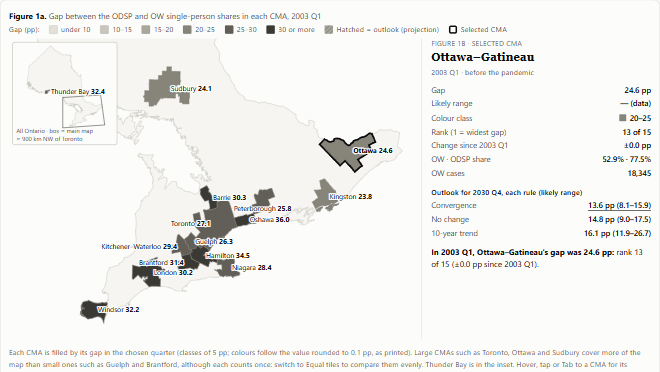 Figure 1a. Gap between the ODSP and OW single-person shares in each CMA, 2003 Q1
Gap (pp): under 10 10–15 15–20 20–25 25–30 30 or more Hatched = outlook (projection) Selected CMA
Thunder Bay 32.4
All Ontario · box = main map
≈ 900 km NW of Toronto
Sudbury 24.1
Ottawa 24.6
Kingston 23.8
Barrie 30.3
Peterborough 25.8
Oshawa 36.0
Toronto 27.1
Guelph 26.3
Kitchener-Waterloo 29.4
Hamilton 34.5
Brantford 31.4
Niagara 28.4
London 30.2
Windsor 32.2
FIGURE 1B · SELECTED CMA
Ottawa–Gatineau
2003 Q1 · before the pandemic
Gap 24.6 pp
Likely range — (data)
Colour class 20–25
Rank (1 = widest gap) 13 of 15
Change since 2003 Q1 ±0.0 pp
OW · ODSP share 52.9% · 77.5%
OW cases 18,345
Outlook for 2030 Q4, each rule (likely range)
Convergence 13.6 pp (8.1–15.9)
No change 14.8 pp (9.0–17.5)
10-year trend 16.1 pp (11.9–26.7)
In 2003 Q1, Ottawa–Gatineau's gap was 24.6 pp: rank 13
of 15 (±0.0 pp since 2003 Q1).
Each CMA is filled by its gap in the chosen quarter (classes of 5 pp; colours follow the value rounded to 0.1 pp, as printed). Large CMAs such as Toronto, Ottawa and Sudbury cover more of the
map than small ones such as Guelph and Brantford, although each counts once: switch to Equal tiles to compare them evenly. Thunder Bay is in the inset. Hover, tap or Tab to a CMA for its